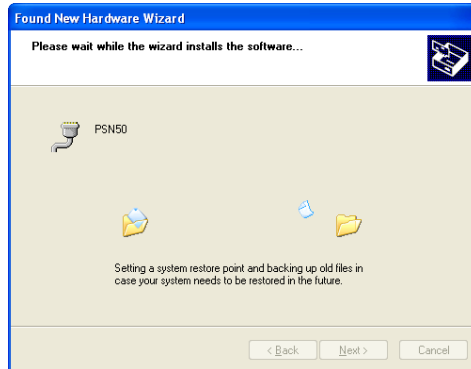 Found New Hardware Wizard
Please wait while the wizard installs the software...
PSN50
Setting a system restore point and backing up old files in
case your system needs to be restored in the future.
< Back Next > Cancel